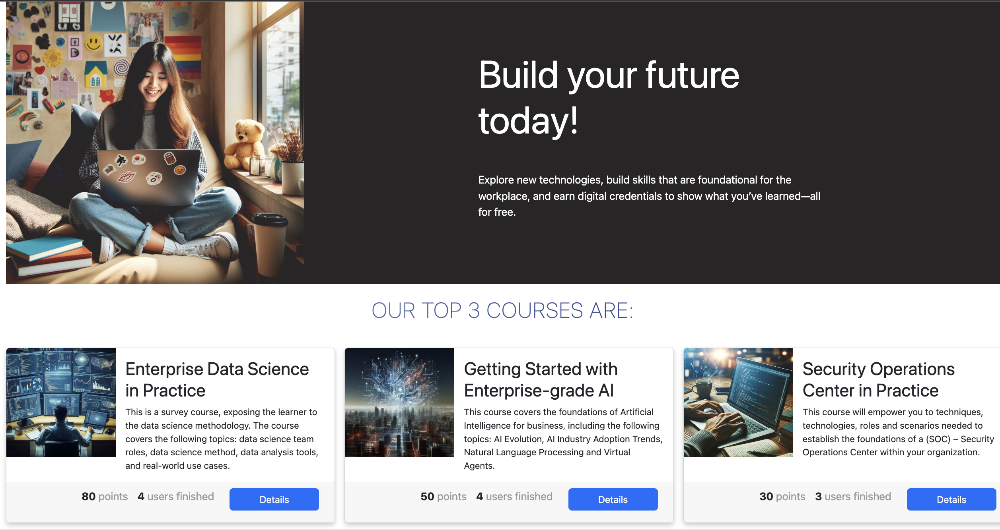 Build your future
today!
Explore new technologies, build skills that are foundational for the
workplace, and earn digital credentials to show what you’ve learned—all
for free.
OUR TOP 3 COURSES ARE:
Enterprise Data Science
in Practice
This is a survey course, exposing the learner to
the data science methodology. The course
covers the following topics: data science team
roles, data science method, data analysis tools,
and real-world use cases.
80 points 4 users finished Details
Getting Started with
Enterprise-grade AI
This course covers the foundations of Artificial
Intelligence for business, including the following
topics: AI Evolution, AI Industry Adoption Trends,
Natural Language Processing and Virtual
Agents.
50 points 4 users finished Details
Security Operations
Center in Practice
This course will empower you to techniques,
technologies, roles and scenarios needed to
establish the foundations of a (SOC) – Security
Operations Center within your organization.
30 points 3 users finished Details